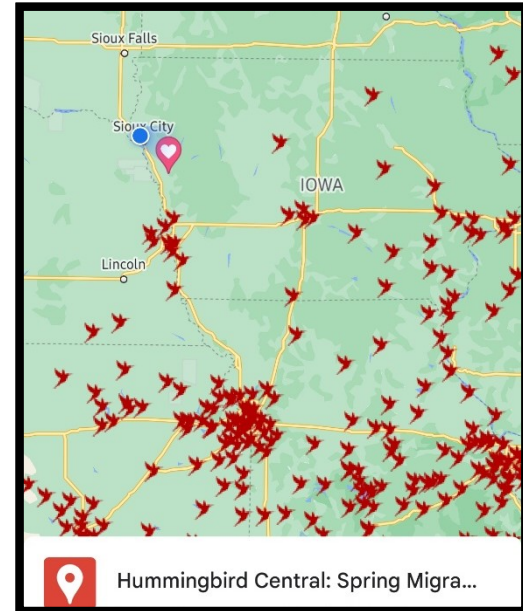 Sioux Falls
Sioux City
IOWA
Lincoln
Hummingbird Central: Spring Migra...